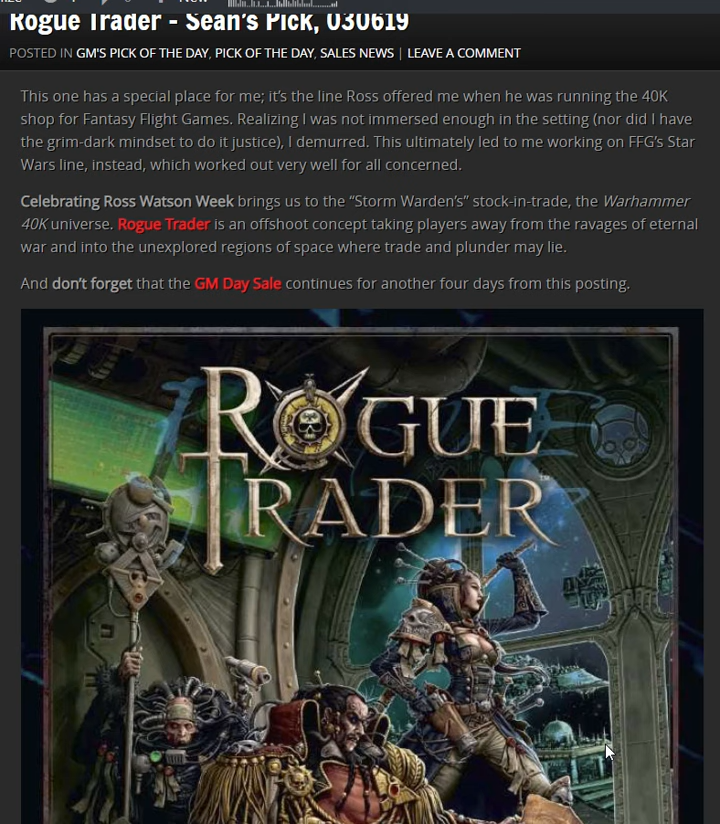 Rogue Trader - Sean's Pick, 030619
POSTED IN GM'S PICK OF THE DAY, PICK OF THE DAY, SALES NEWS | LEAVE A COMMENT
This one has a special place for me; it's the line Ross offered me when he was running the 40K
shop for Fantasy Flight Games. Realizing I was not immersed enough in the setting (nor did I have
the grim-dark mindset to do it justice), I demurred. This ultimately led to me working on FFG's Star
Wars line, instead, which worked out very well for all concerned.
Celebrating Ross Watson Week brings us to the “Storm Warden's” stock-in-trade, the Warhammer
40K universe. Rogue Trader is an offshoot concept taking players away from the ravages of eternal
war and into the unexplored regions of space where trade and plunder may lie.
And don't forget that the GM Day Sale continues for another four days from this posting.
ROGUE
TRADER™